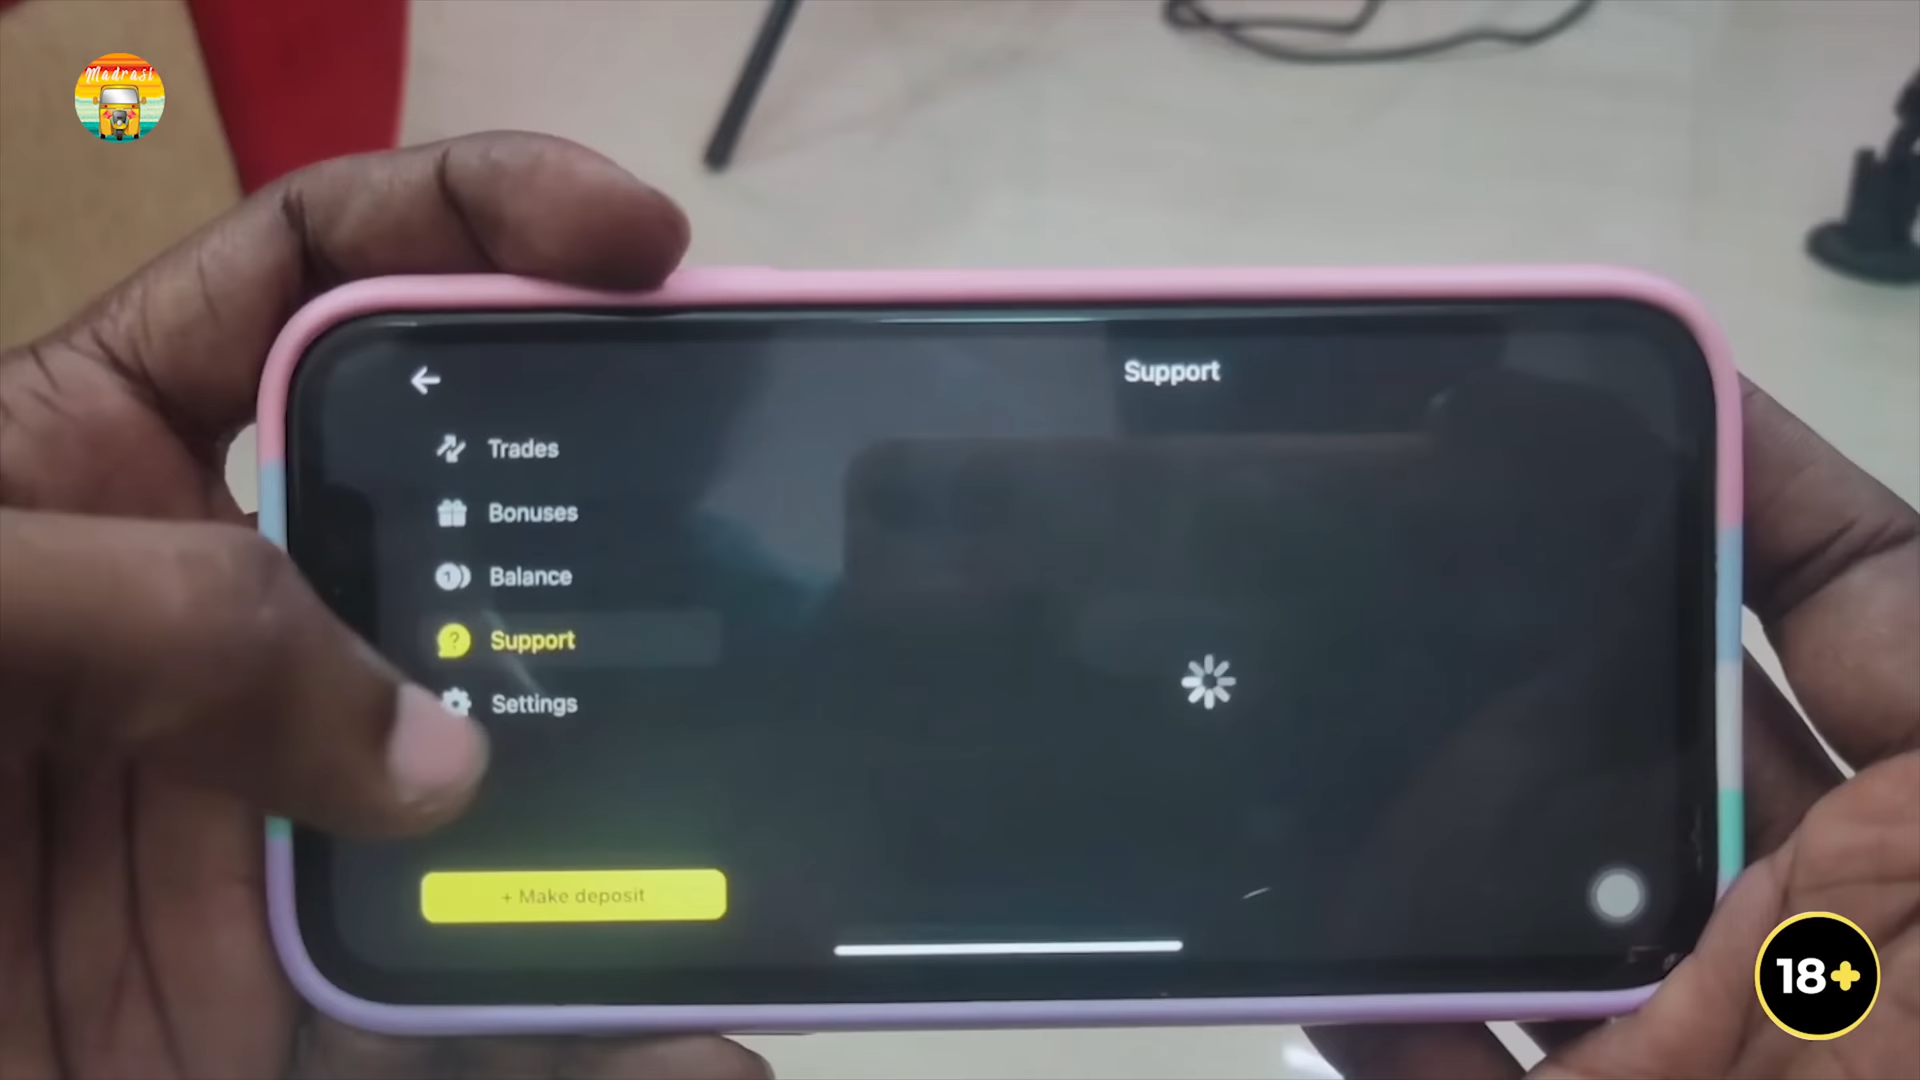 Madrasi
Support
Trades
Bonuses
Balance
? Support
Settings
+ Make deposit
18+